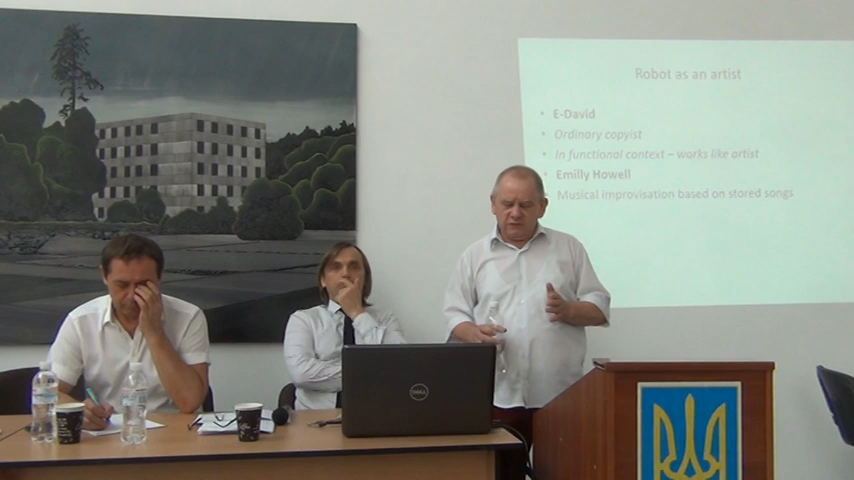 Robot as an artist
• E-David
• Ordinary copyist
• In functional context – works like artist
• Emilly Howell
Musical improvisation based on stored songs
DELL